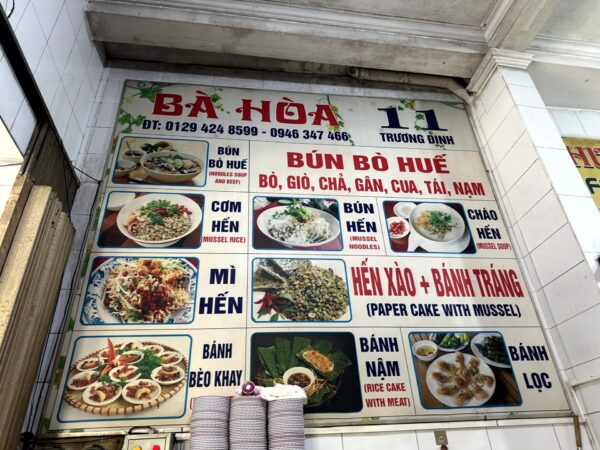 BÀ HÒA
11
ĐT: 0129 424 8599 - 0946 347 466
TRƯƠNG ĐỊNH
BÚN
BÒ HUẾ
(NOODLES SOUP
AND BEEF)
BÚN BÒ HUẾ
BÒ, GIÒ, CHẢ, GÂN, CUA, TÁI, NẠM
CƠM
HẾN
(MUSSEL RICE)
BÚN
HẾN
(MUSSEL
NOODLES)
CHÁO
HẾN
(MUSSEL SOUP)
MÌ
HẾN
HẾN XÀO + BÁNH TRÁNG
(PAPER CAKE WITH MUSSEL)
BÁNH
BÈO KHAY
BÁNH
NẬM
(RICE CAKE
WITH MEAT)
BÁNH
LỌC